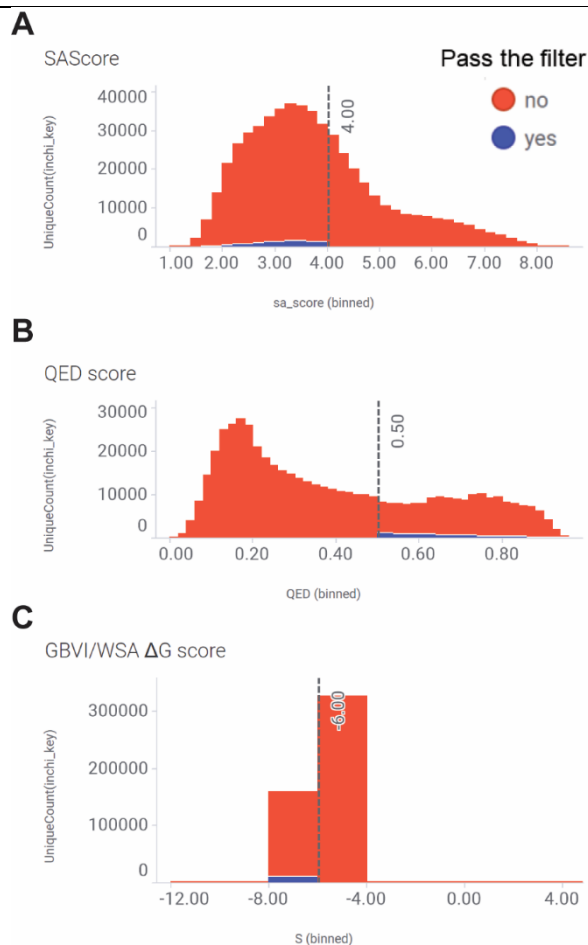 A
SAScore
Pass the filter
no
yes
40000
30000
20000
10000
0
UniqueCount(inchi_key)
4.00
1.00 2.00 3.00 4.00 5.00 6.00 7.00 8.00
sa_score (binned)
B
QED score
30000
20000
10000
0
UniqueCount(inchi_key)
0.50
0.00 0.20 0.40 0.60 0.80
QED (binned)
C
GBVI/WSA ΔG score
300000
200000
100000
0
UniqueCount(inchi_key)
-6.00
-12.00 -8.00 -4.00 0.00 4.00
S (binned)